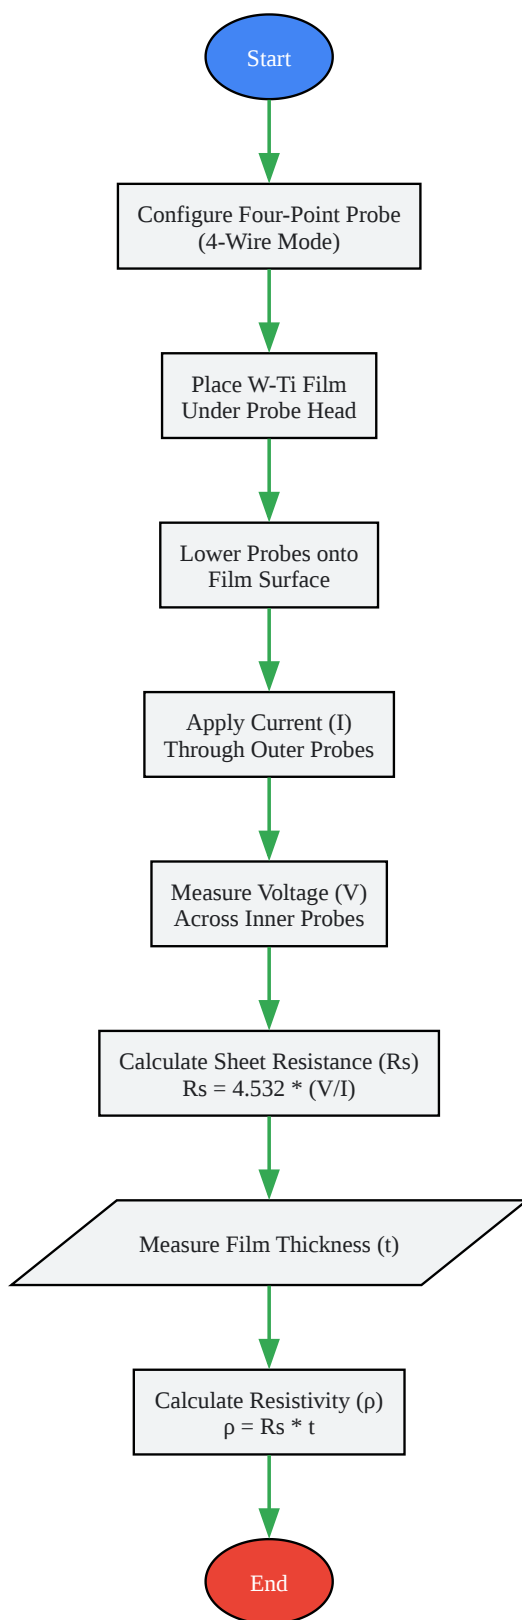 Start
Configure Four-Point Probe
(4-Wire Mode)
Place W-Ti Film
Under Probe Head
Lower Probes onto
Film Surface
Apply Current (I)
Through Outer Probes
Measure Voltage (V)
Across Inner Probes
Calculate Sheet Resistance (Rs)
Rs = 4.532 * (V/I)
Measure Film Thickness (t)
Calculate Resistivity (ρ)
ρ = Rs * t
End